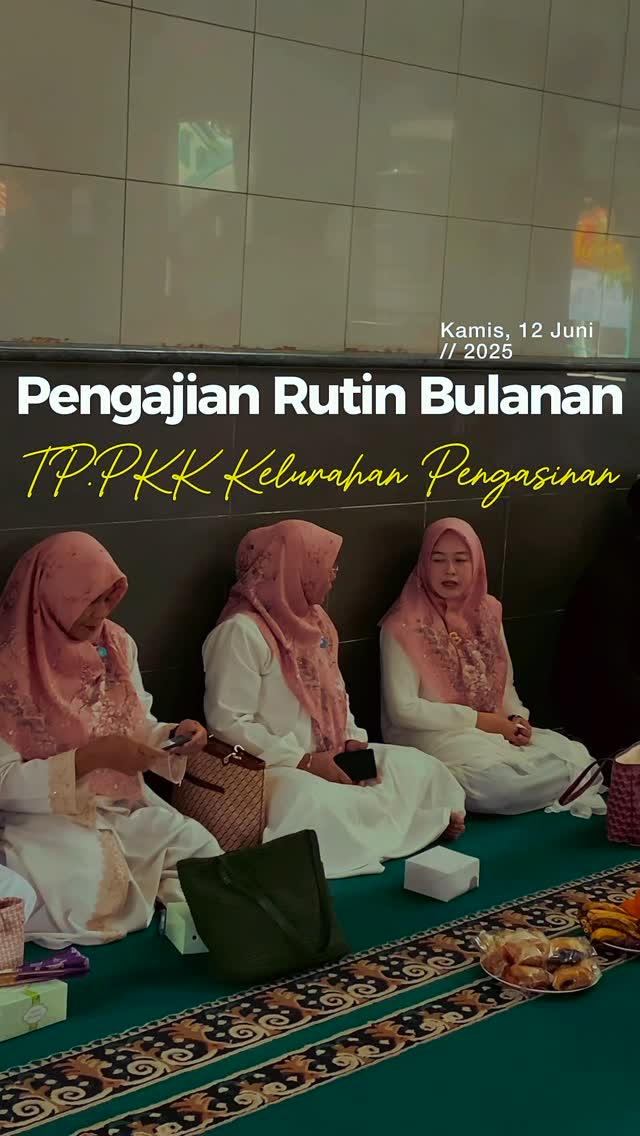 Kamis, 12 Juni
// 2025
Pengajian Rutin Bulanan
TP.PKK Kelurahan Pengasinan